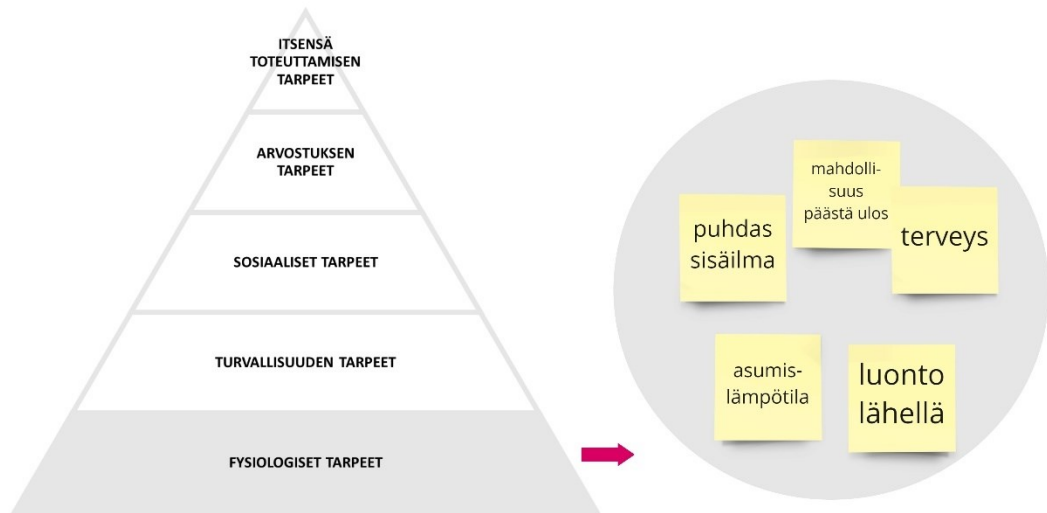 ITSENSÄ
TOTEUTTAMISEN
TARPEET
ARVOSTUKSEN
TARPEET
SOSIAALISET TARPEET
TURVALLISUUDEN TARPEET
FYSIOLOGISET TARPEET
mahdolli-
suus
päästä ulos
puhdas
sisäilma
terveys
asumis-
lämpötila
luonto
lähellä